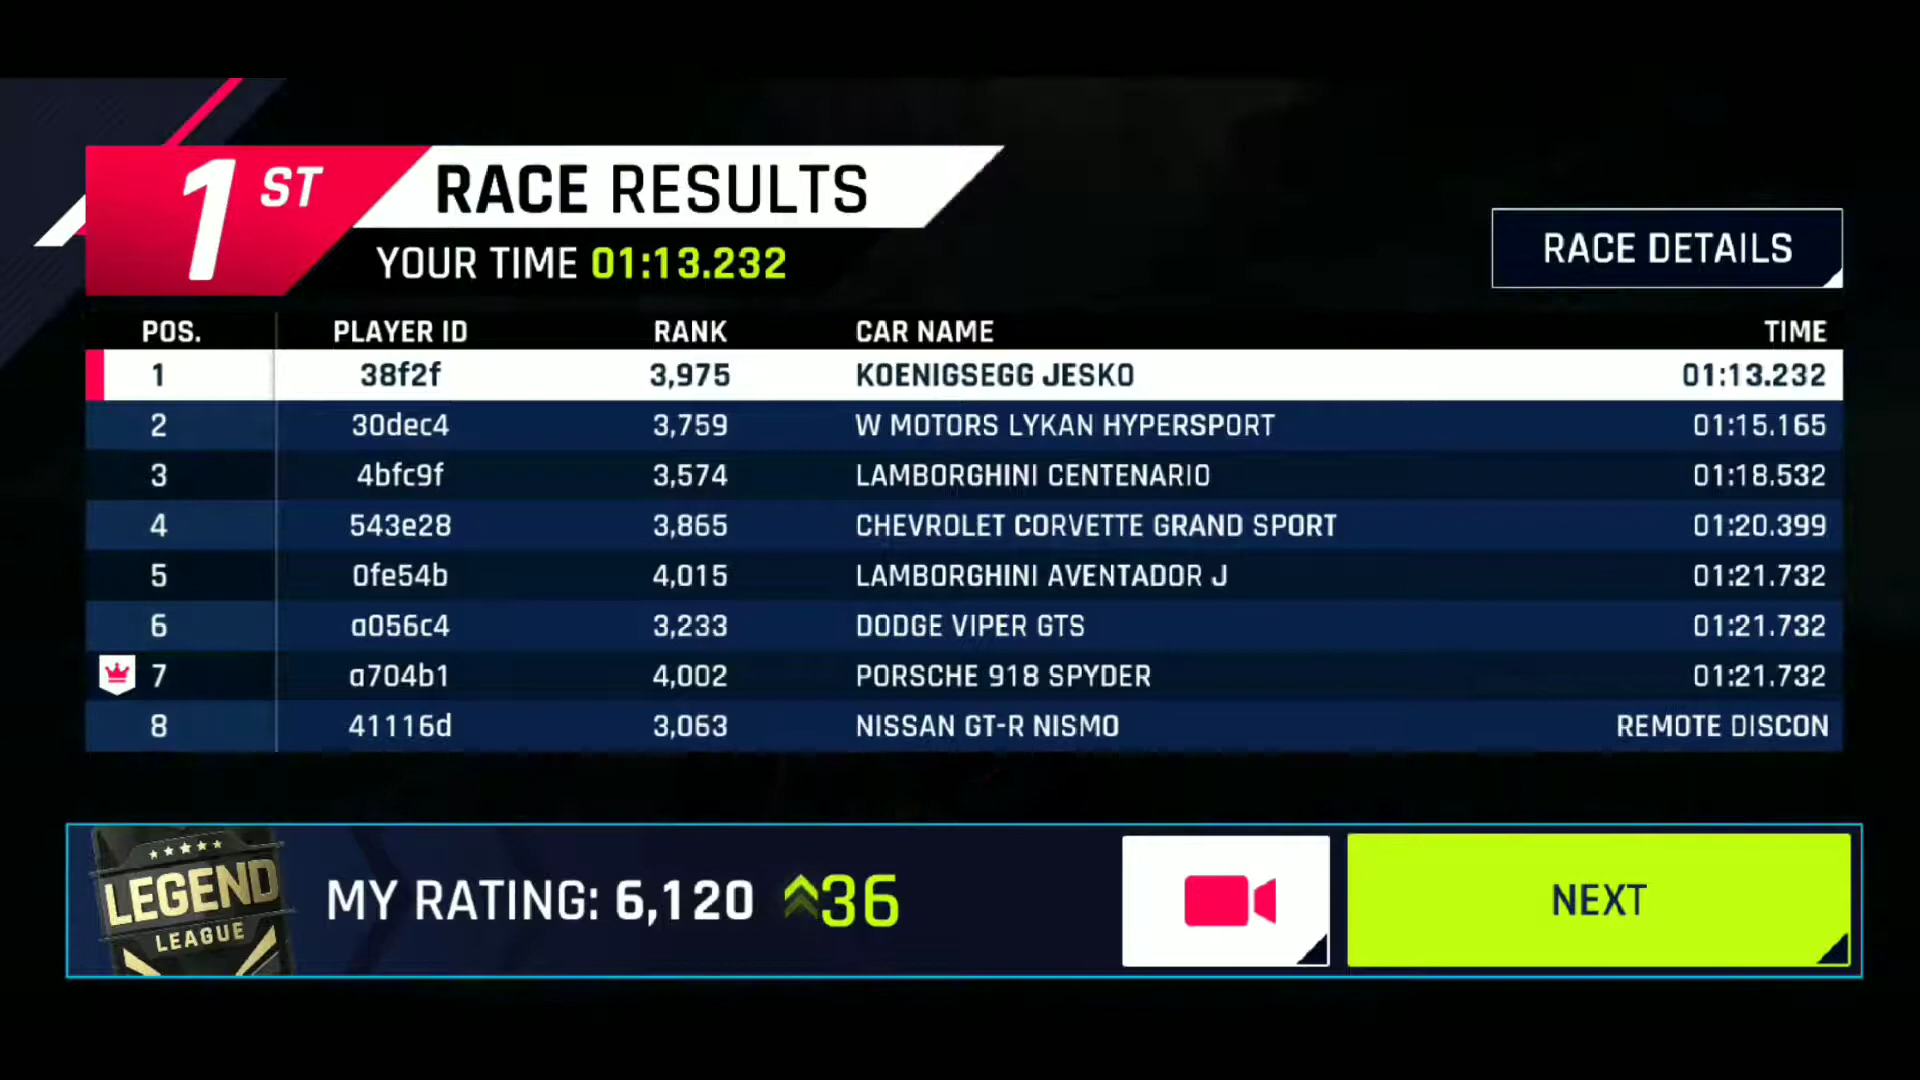 1 ST
RACE RESULTS
YOUR TIME 01:13.232
RACE DETAILS
POS. PLAYER ID RANK CAR NAME TIME
1 38f2f 3,975 KOENIGSEGG JESKO 01:13.232
2 30dec4 3,759 W MOTORS LYKAN HYPERSPORT 01:15.165
3 4bfc9f 3,574 LAMBORGHINI CENTENARIO 01:18.532
4 543e28 3,865 CHEVROLET CORVETTE GRAND SPORT 01:20.399
5 0fe54b 4,015 LAMBORGHINI AVENTADOR J 01:21.732
6 a056c4 3,233 DODGE VIPER GTS 01:21.732
7 a704b1 4,002 PORSCHE 918 SPYDER 01:21.732
8 41116d 3,063 NISSAN GT-R NISMO REMOTE DISCON
LEGEND
LEAGUE
MY RATING: 6,120 36
NEXT